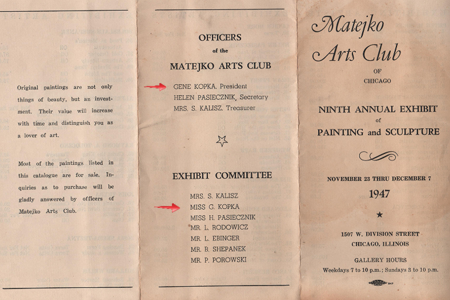 Original paintings are not only
things of beauty, but an invest-
ment. Their value will increase
with time and distinguish you as
a lover of art.
Most of the paintings listed in
this catalogue are for sale. In-
quiries as to purchase will be
gladly answered by officers of
Matejko Arts Club.
OFFICERS
of the
MATEJKO ARTS CLUB
GENE KOPKA, President
HELEN PASIECZNIK, Secretary
MRS. S. KALISZ, Treasurer
EXHIBIT COMMITTEE
MRS. S. KALISZ
MISS G. KOPKA
MISS H. PASIECZNIK
MR. L. RODOWICZ
MR. L. EBINGER
MR. R. SHEPANEK
MR. P. POROWSKI
Matejko
Arts Club
OF
CHICAGO
NINTH ANNUAL EXHIBIT
of
PAINTING and SCULPTURE
NOVEMBER 23 THRU DECEMBER 7
1947
1507 W. DIVISION STREET
CHICAGO, ILLINOIS
GALLERY HOURS
Weekdays 7 to 10 p.m.; Sundays 3 to 10 p.m.